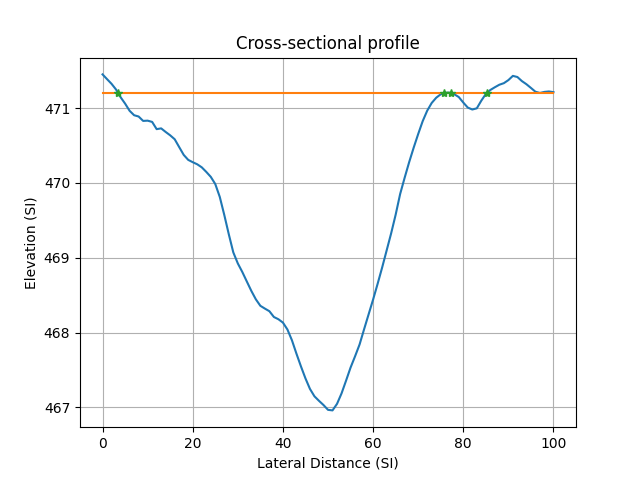 Cross-sectional profile
471
470
469
468
467
Elevation (SI)
0 20 40 60 80 100
Lateral Distance (SI)